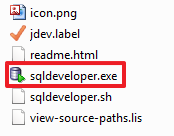 icon.png
jdev.label
readme.html
sqldeveloper.exe
sqldeveloper.sh
view-source-paths.lis